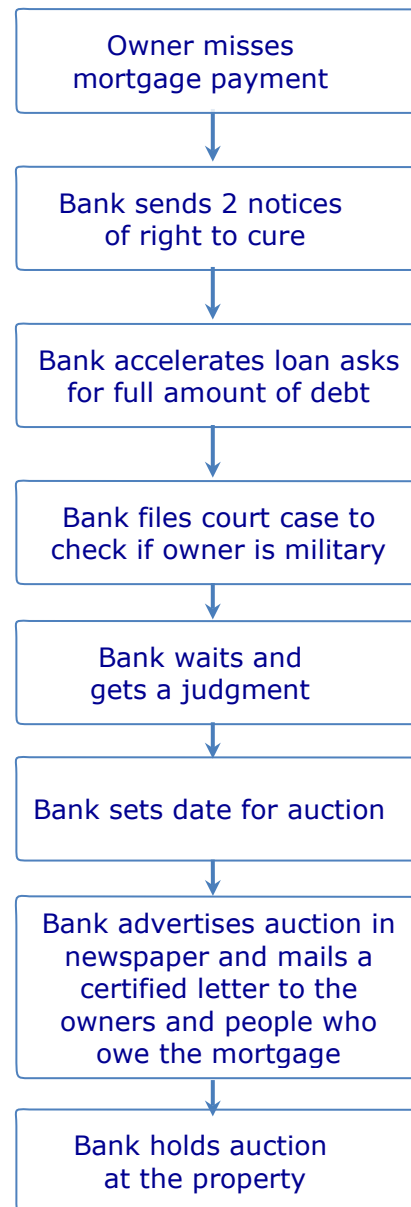 Owner misses
mortgage payment
Bank sends 2 notices
of right to cure
Bank accelerates loan asks
for full amount of debt
Bank files court case to
check if owner is military
Bank waits and
gets a judgment
Bank sets date for auction
Bank advertises auction in
newspaper and mails a
certified letter to the
owners and people who
owe the mortgage
Bank holds auction
at the property